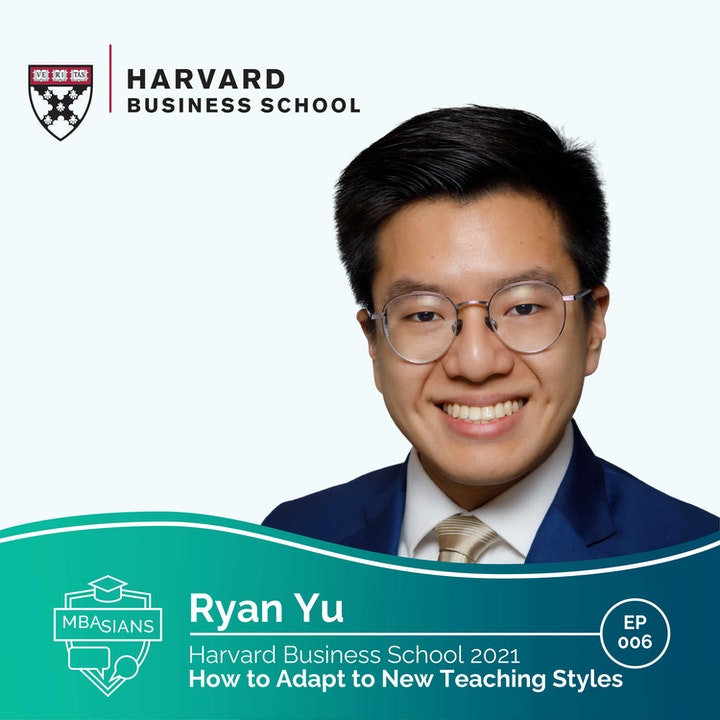 VE RI TAS
HARVARD
BUSINESS SCHOOL
MBASIANS
Ryan Yu
EP
006
Harvard Business School 2021
How to Adapt to New Teaching Styles